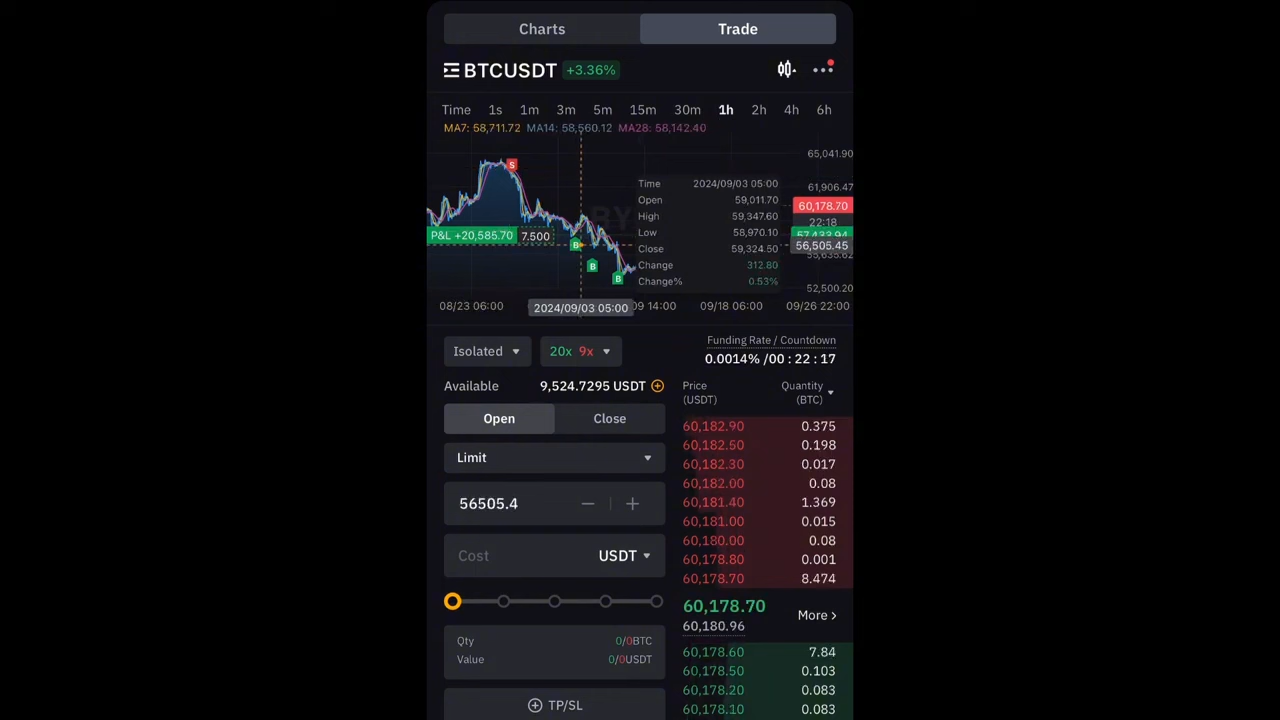 Charts Trade
BTCUSDT +3.36%
Time 1s 1m 3m 5m 15m 30m 1h 2h 4h 6h
MA7: 58,711.72 MA14: 58,560.12 MA28: 58,142.40
65,041.90
S
61,906.47
Time 2024/09/03 05:00
Open 59,011.70
High 59,347.60
Low 58,970.10
Close 59,324.50
Change 312.80
Change% 0.53%
60,178.70
22:18
57,433.94
56,505.45
55,635.62
52,500.20
BY
P&L +20,585.70 7.500
B
B
B
08/23 06:00 2024/09/03 05:00 09 14:00 09/18 06:00 09/26 22:00
Isolated 20x 9x
Funding Rate / Countdown
0.0014% /00 : 22 : 17
Available 9,524.7295 USDT
Open Close
Limit
56505.4
Cost USDT
Qty 0/0BTC
Value 0/0USDT
TP/SL
Price Quantity
(USDT) (BTC)
60,182.90 0.375
60,182.50 0.198
60,182.30 0.017
60,182.00 0.08
60,181.40 1.369
60,181.00 0.015
60,180.00 0.08
60,178.80 0.001
60,178.70 8.474
60,178.70
60,180.96
More >
60,178.60 7.84
60,178.50 0.103
60,178.20 0.083
60,178.10 0.083